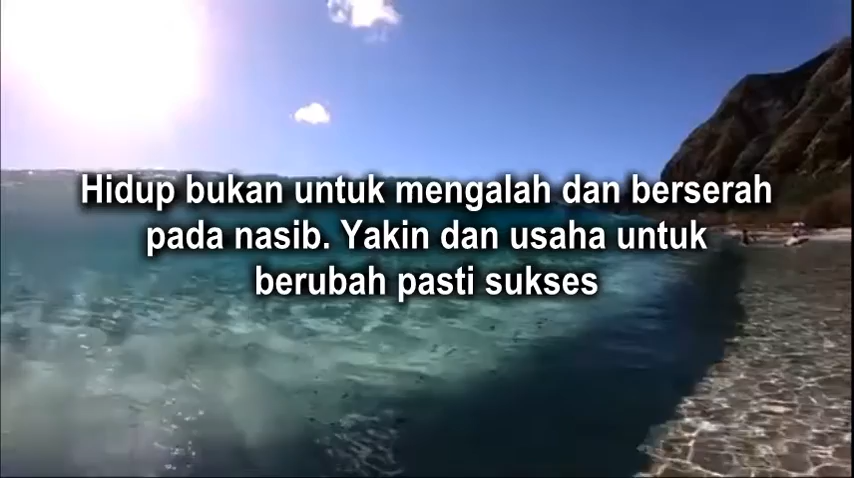 Hidup bukan untuk mengalah dan berserah
pada nasib. Yakin dan usaha untuk
berubah pasti sukses